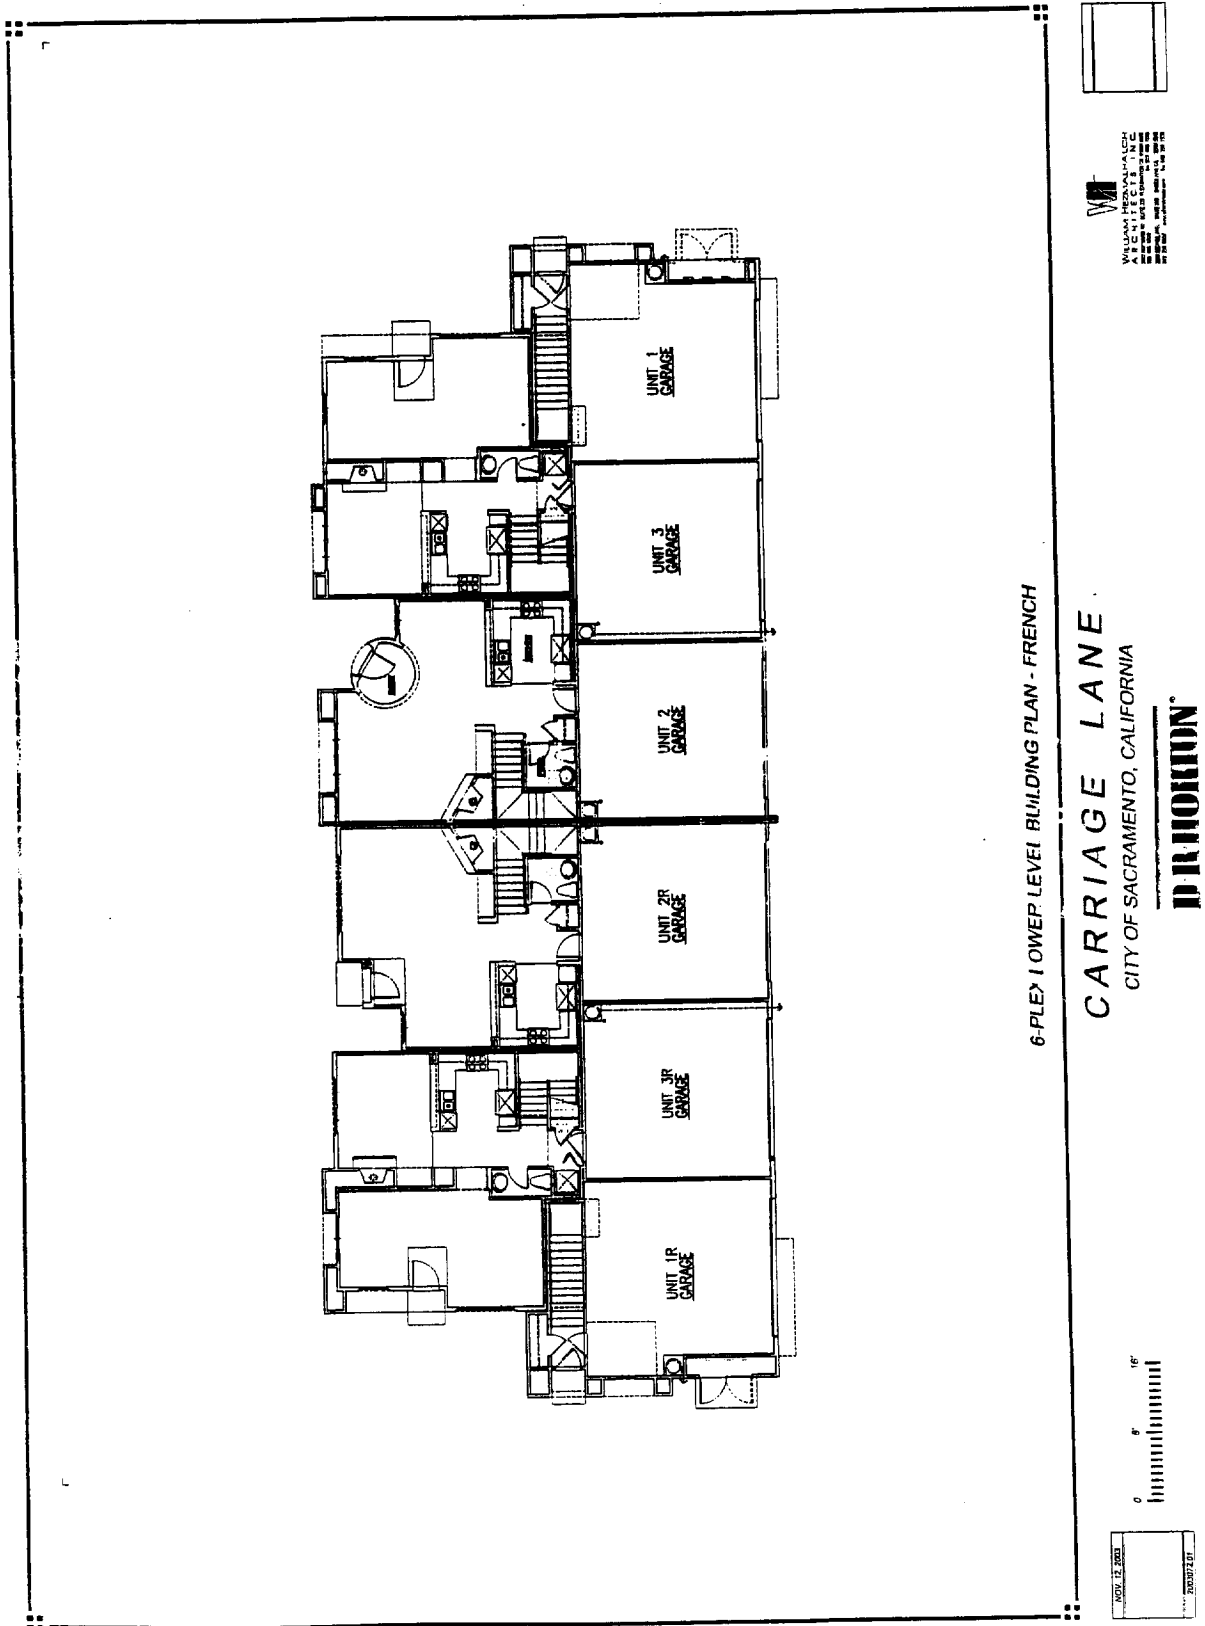 UNIT 1R
GARAGE
UNIT 3R
GARAGE
UNIT 2R
GARAGE
UNIT 2
GARAGE
UNIT 3
GARAGE
UNIT 1
GARAGE
6-PLEX LOWER LEVEL BUILDING PLAN - FRENCH
CARRIAGE LANE
CITY OF SACRAMENTO, CALIFORNIA
D·R·HORTON
NOV. 12, 2003
2003072.01
0 8' 16'
WILLIAM HEZMALHALCH
ARCHITECTS INC.